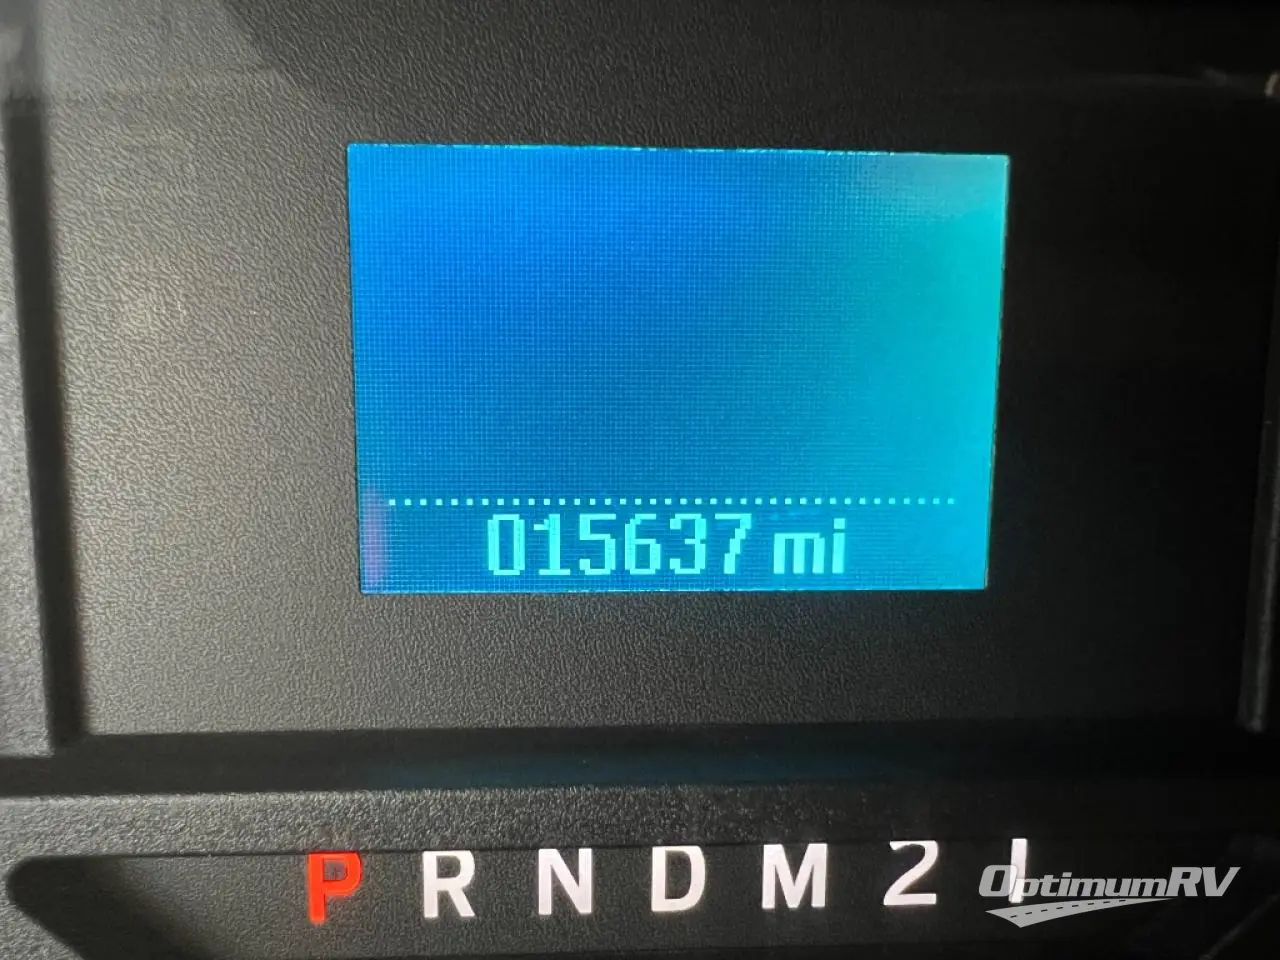 015637 mi
P R N D M 2 1
OptimumRV